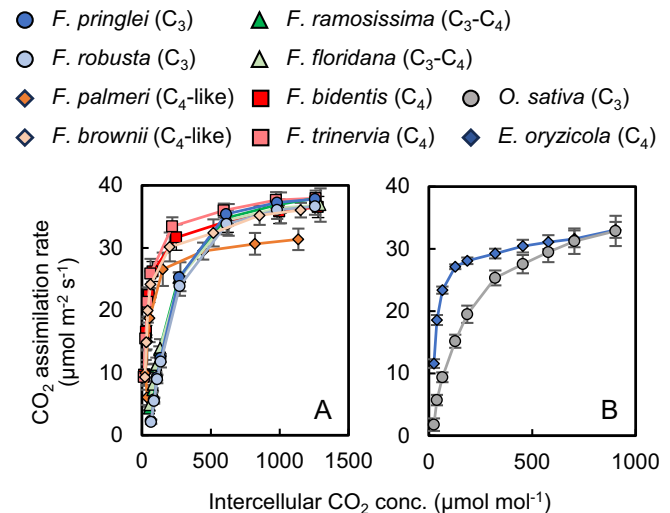 F. pringlei (C3) F. ramosissima (C3-C4)
F. robusta (C3) F. floridana (C3-C4)
F. palmeri (C4-like) F. bidentis (C4) O. sativa (C3)
F. brownii (C4-like) F. trinervia (C4) E. oryzicola (C4)
CO2 assimilation rate
(µmol m-2 s-1)
40 40
30 30
20 20
10 10
0 A 0 B
0 500 1000 1500 0 500 1000
Intercellular CO2 conc. (µmol mol-1)